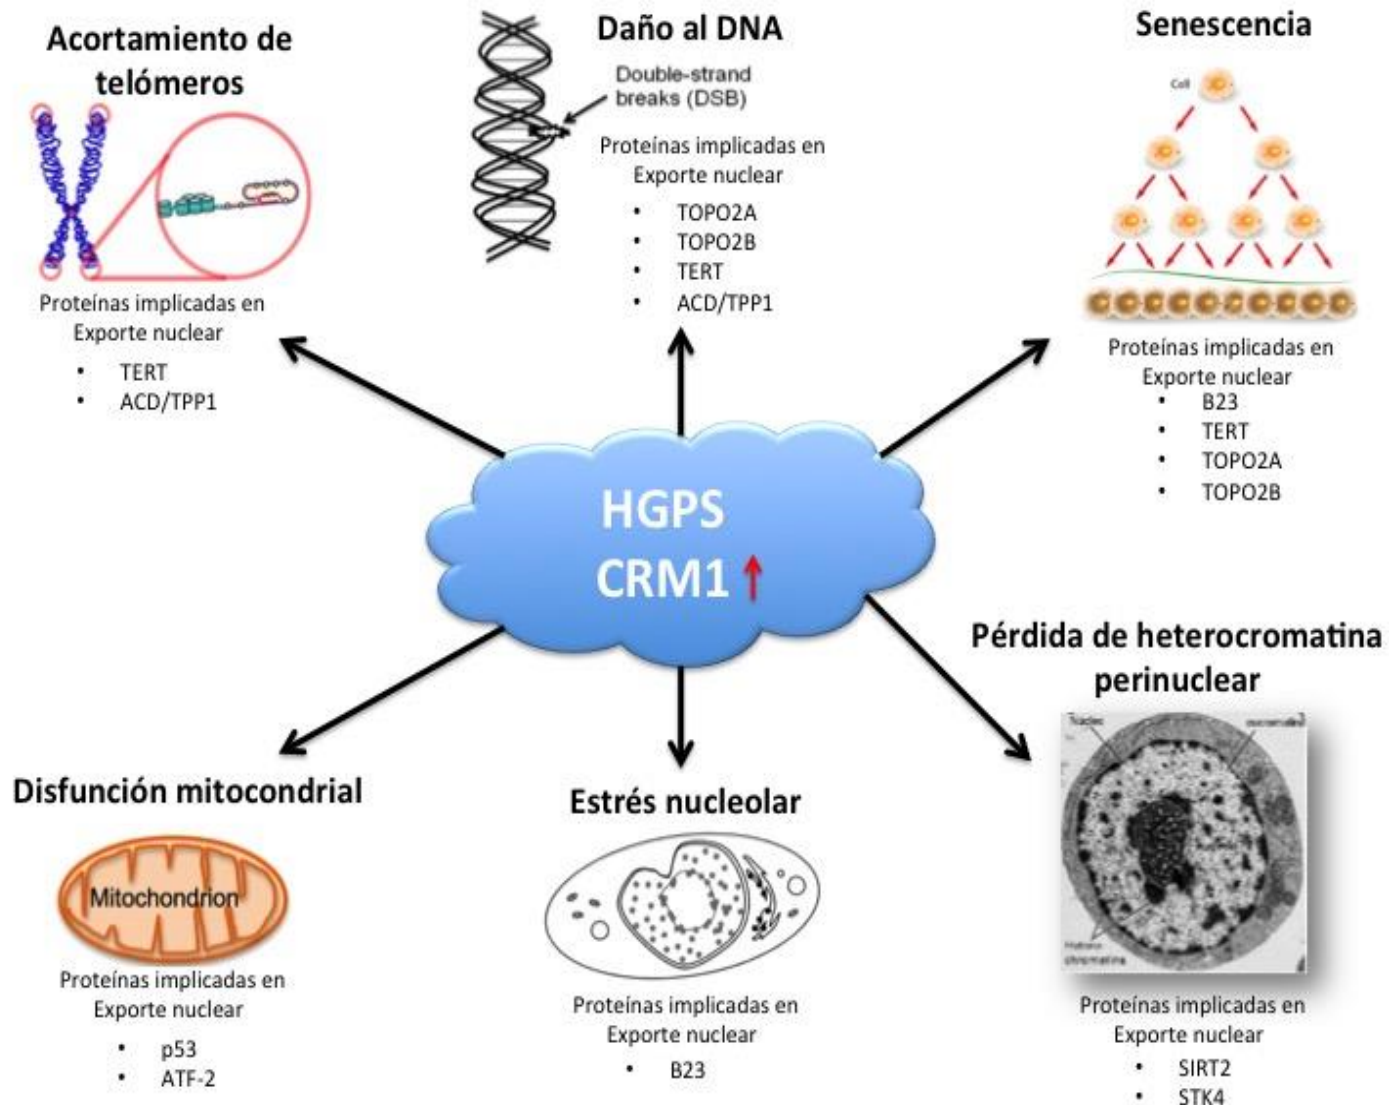 Acortamiento de
telómeros
Proteínas implicadas en
Exporte nuclear
• TERT
• ACD/TPP1
Daño al DNA
Double-strand
breaks (DSB)
Proteínas implicadas en
Exporte nuclear
• TOPO2A
• TOPO2B
• TERT
• ACD/TPP1
Senescencia
Cell
Proteínas implicadas en
Exporte nuclear
• B23
• TERT
• TOPO2A
• TOPO2B
HGPS
CRM1
Disfunción mitocondrial
Mitochondrion
Proteínas implicadas en
Exporte nuclear
• p53
• ATF-2
Estrés nucleolar
Proteínas implicadas en
Exporte nuclear
• B23
Pérdida de heterocromatina
perinuclear
chromatine
Proteínas implicadas en
Exporte nuclear
• SIRT2
• STK4